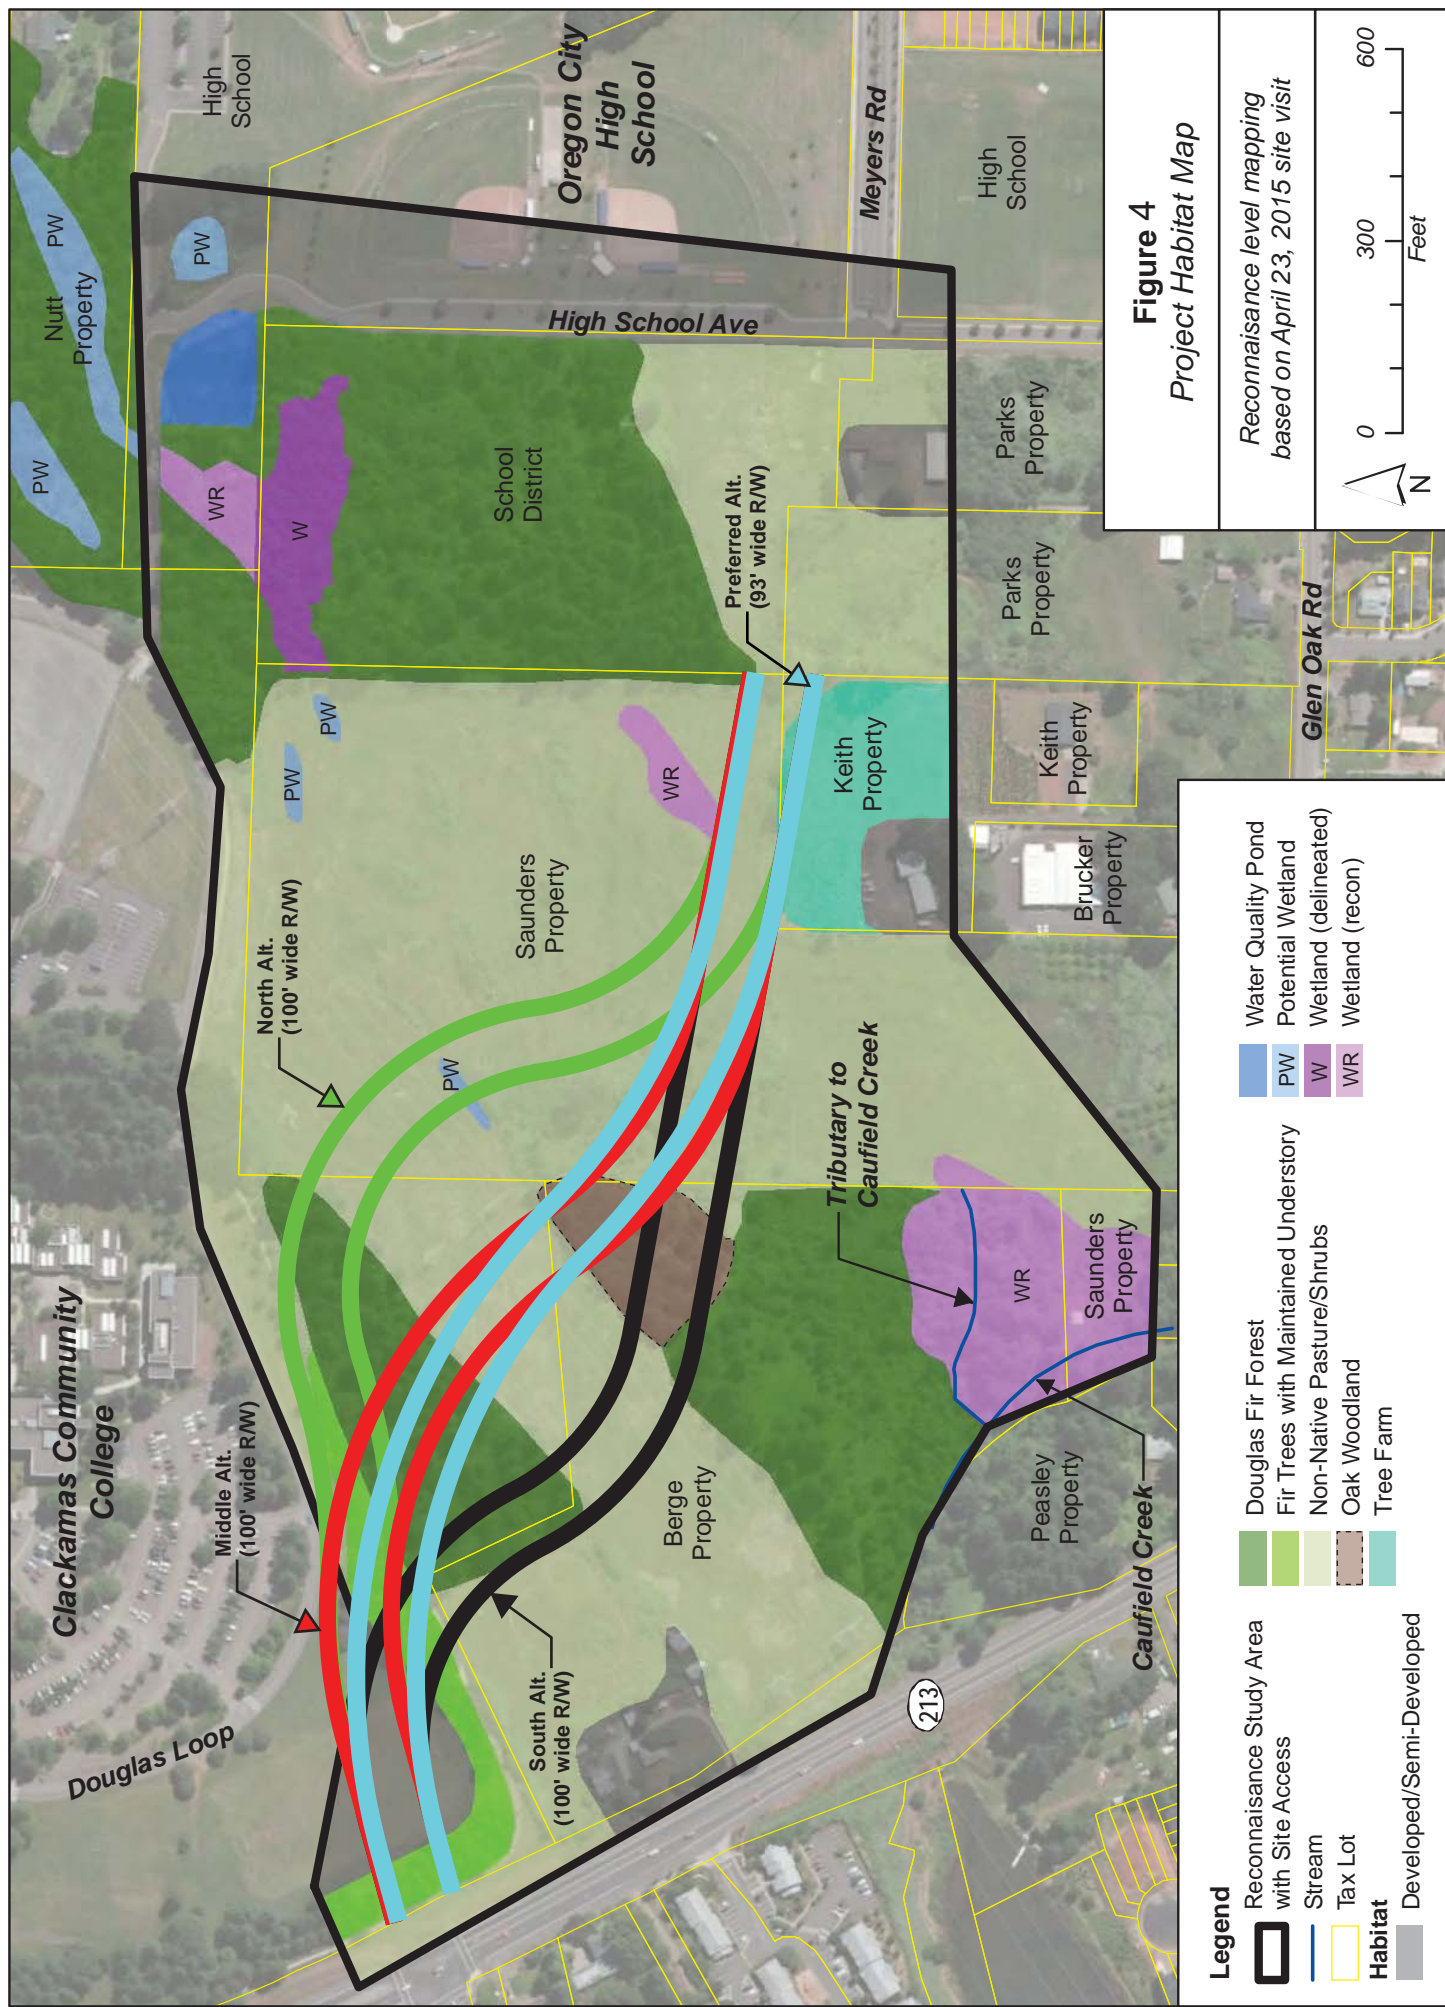 Clackamas Community
College
Douglas Loop
Middle Alt.
(100' wide R/W)
North Alt.
(100' wide R/W)
South Alt.
(100' wide R/W)
Preferred Alt.
(93' wide R/W)
PW
PW
Nutt
Property
PW
High
School
Oregon City
High
School
WR
W
School
District
High School Ave
Meyers Rd
High
School
PW
PW
WR
Saunders
Property
PW
Berge
Property
Keith
Property
Parks
Property
Parks
Property
Keith
Property
Brucker
Property
Tributary to
Caufield Creek
WR
Saunders
Property
Peasley
Property
Caufield Creek
213
Glen Oak Rd
Legend
Reconnaisance Study Area
with Site Access
Stream
Tax Lot
Habitat
Developed/Semi-Developed
Douglas Fir Forest
Fir Trees with Maintained Understory
Non-Native Pasture/Shrubs
Oak Woodland
Tree Farm
Water Quality Pond
PW Potential Wetland
W Wetland (delineated)
WR Wetland (recon)
Figure 4
Project Habitat Map
Reconnaisance level mapping
based on April 23, 2015 site visit
0 300 600
Feet
N